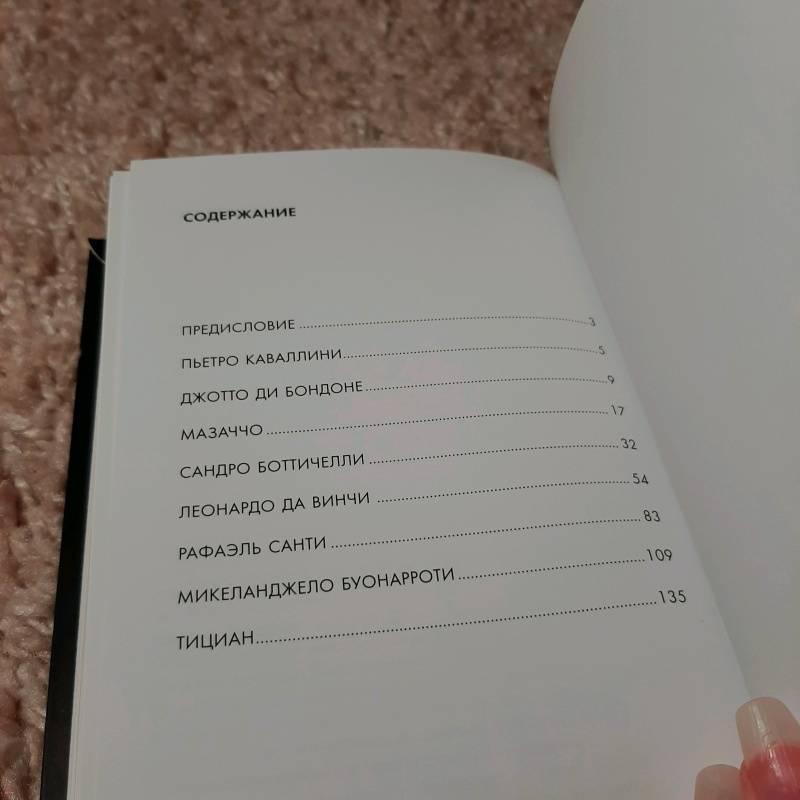 СОДЕРЖАНИЕ
ПРЕДИСЛОВИЕ ........ 3
ПЬЕТРО КАВАЛЛИНИ ........ 5
ДЖОТТО ДИ БОНДОНЕ ........ 9
МАЗАЧЧО ........ 17
САНДРО БОТТИЧЕЛЛИ ........ 32
ЛЕОНАРДО ДА ВИНЧИ ........ 54
РАФАЭЛЬ САНТИ ........ 83
МИКЕЛАНДЖЕЛО БУОНАРРОТИ ........ 109
ТИЦИАН ........ 135